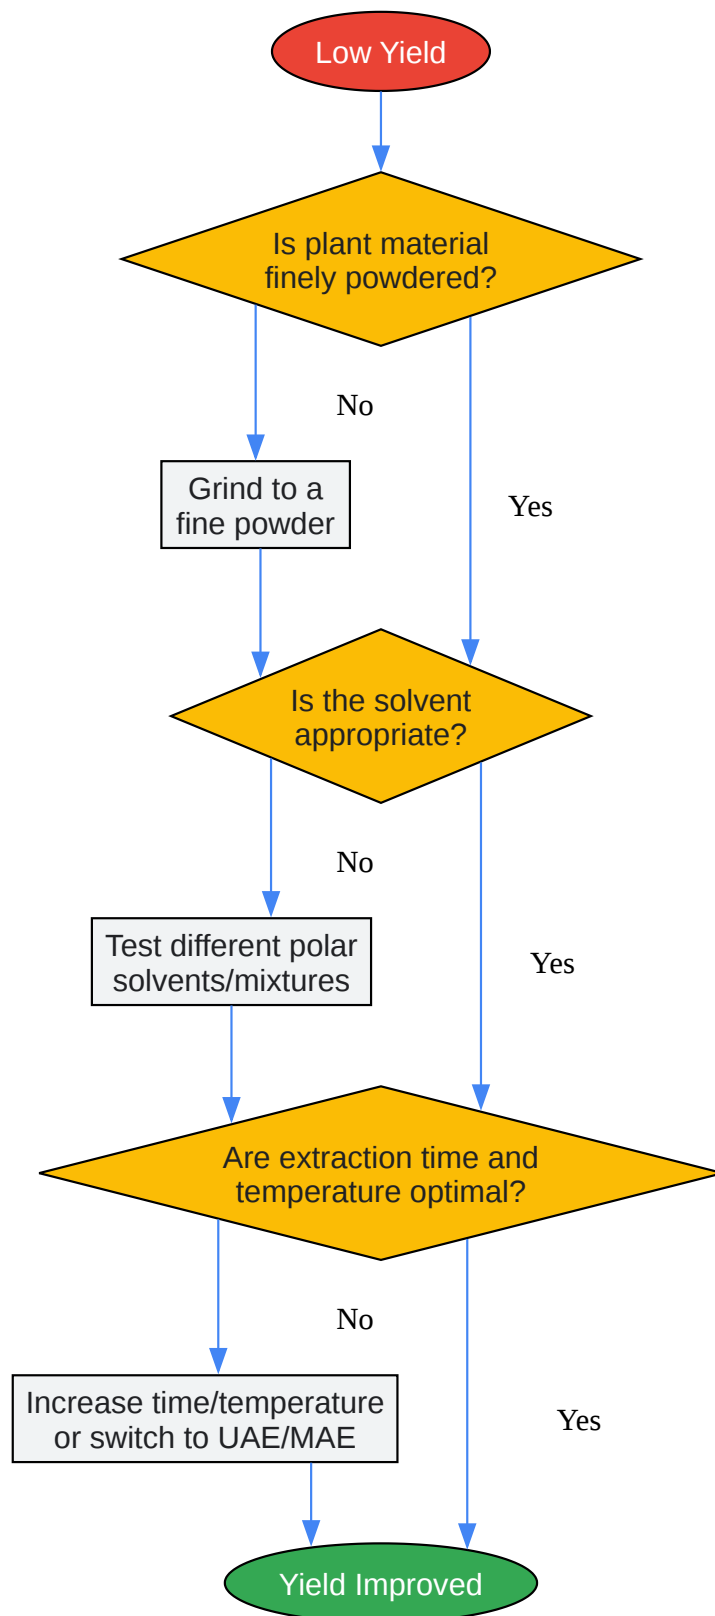 Low Yield
Is plant material
finely powdered?
No
Grind to a
fine powder
Yes
Is the solvent
appropriate?
No
Test different polar
solvents/mixtures
Yes
Are extraction time and
temperature optimal?
No
Increase time/temperature
or switch to UAE/MAE
Yes
Yield Improved